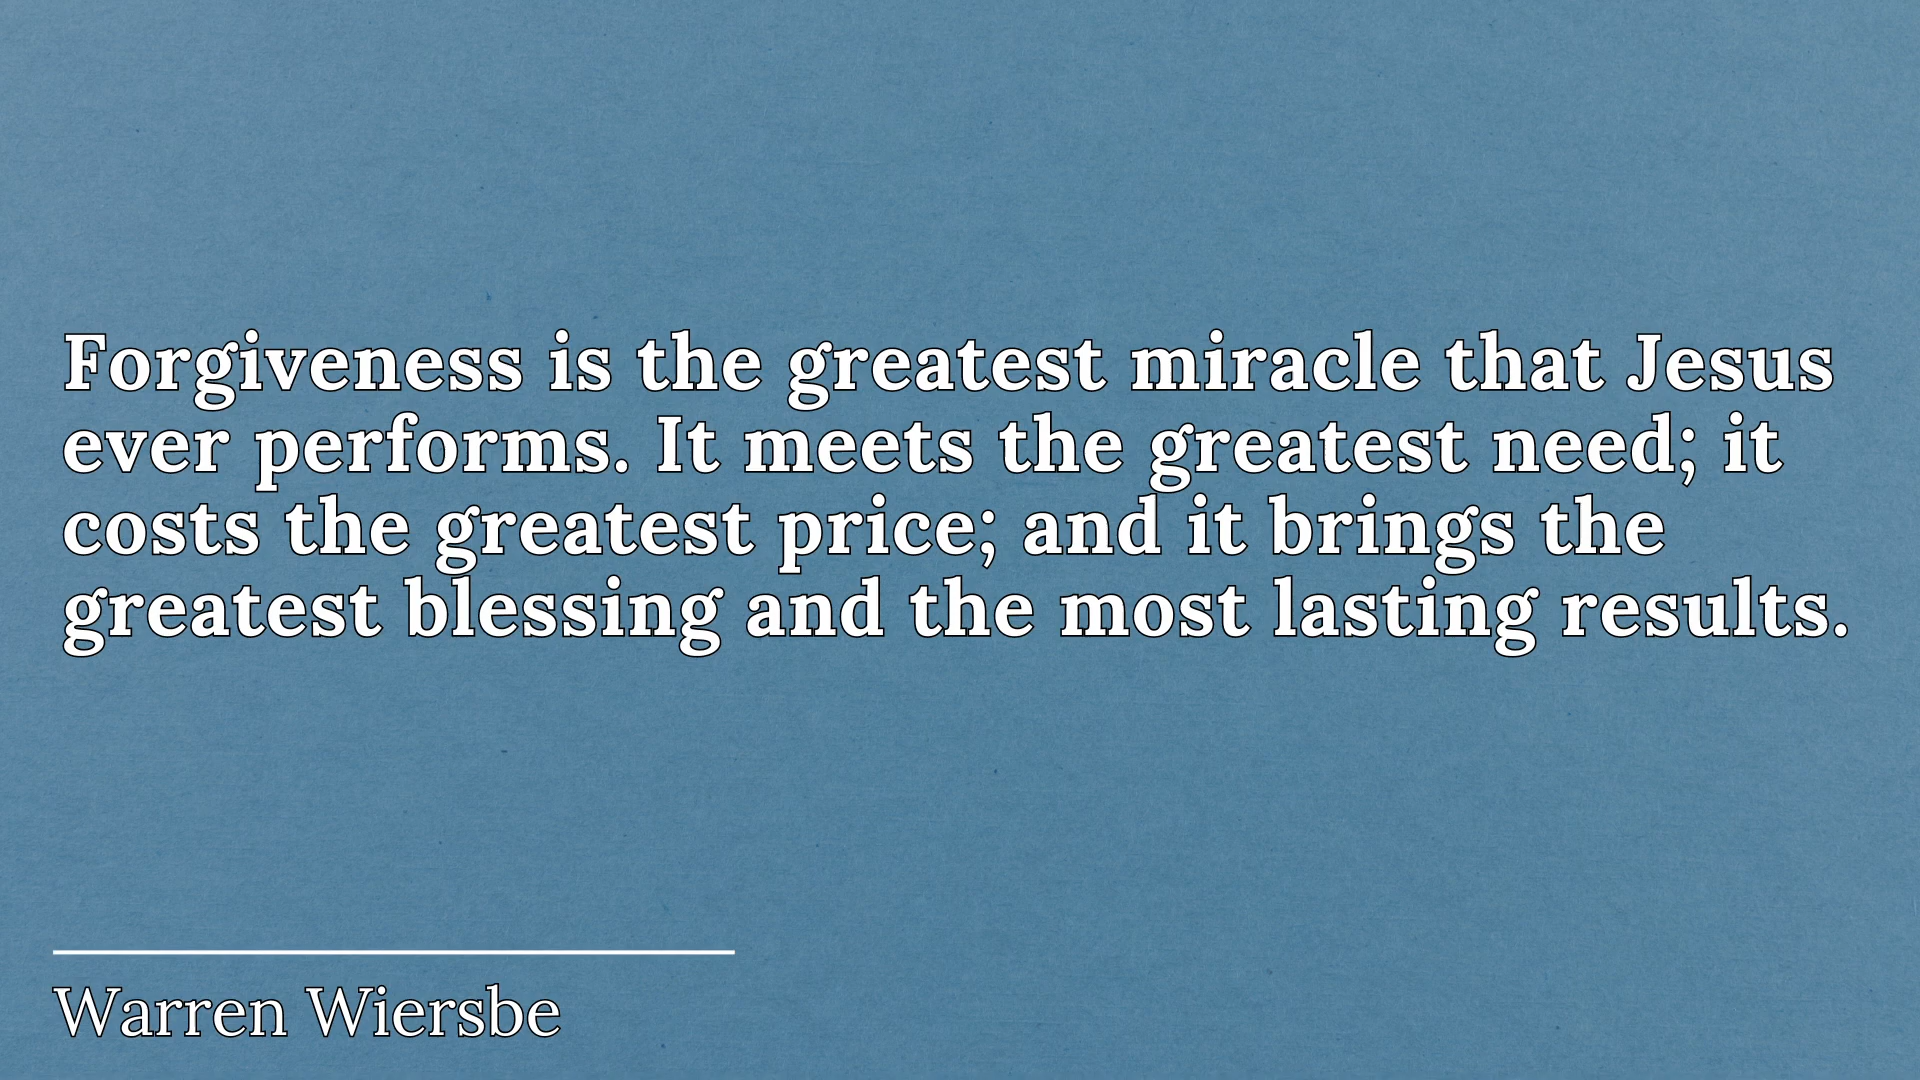 Forgiveness is the greatest miracle that Jesus
ever performs. It meets the greatest need; it
costs the greatest price; and it brings the
greatest blessing and the most lasting results.
Warren Wiersbe